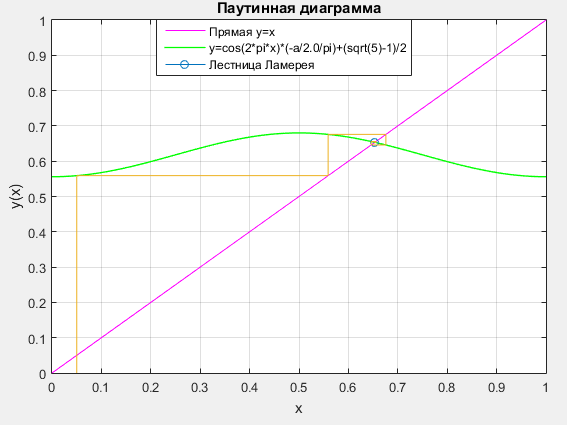 Паутинная диаграмма
Прямая y=x
y=cos(2*pi*x)*(-a/2.0/pi)+(sqrt(5)-1)/2
Лестница Ламерея
1
0.9
0.8
0.7
0.6
0.5
0.4
0.3
0.2
0.1
0
y(x)
0 0.1 0.2 0.3 0.4 0.5 0.6 0.7 0.8 0.9 1
x